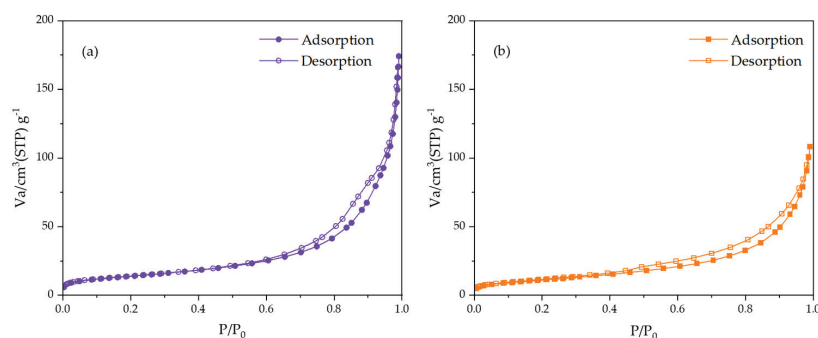 (a)
Adsorption
Desorption
Va/cm³(STP) g⁻¹
200
150
100
50
0
0.0 0.2 0.4 0.6 0.8 1.0
P/P₀
(b)
Adsorption
Desorption
Va/cm³(STP) g⁻¹
200
150
100
50
0
0.0 0.2 0.4 0.6 0.8 1.0
P/P₀